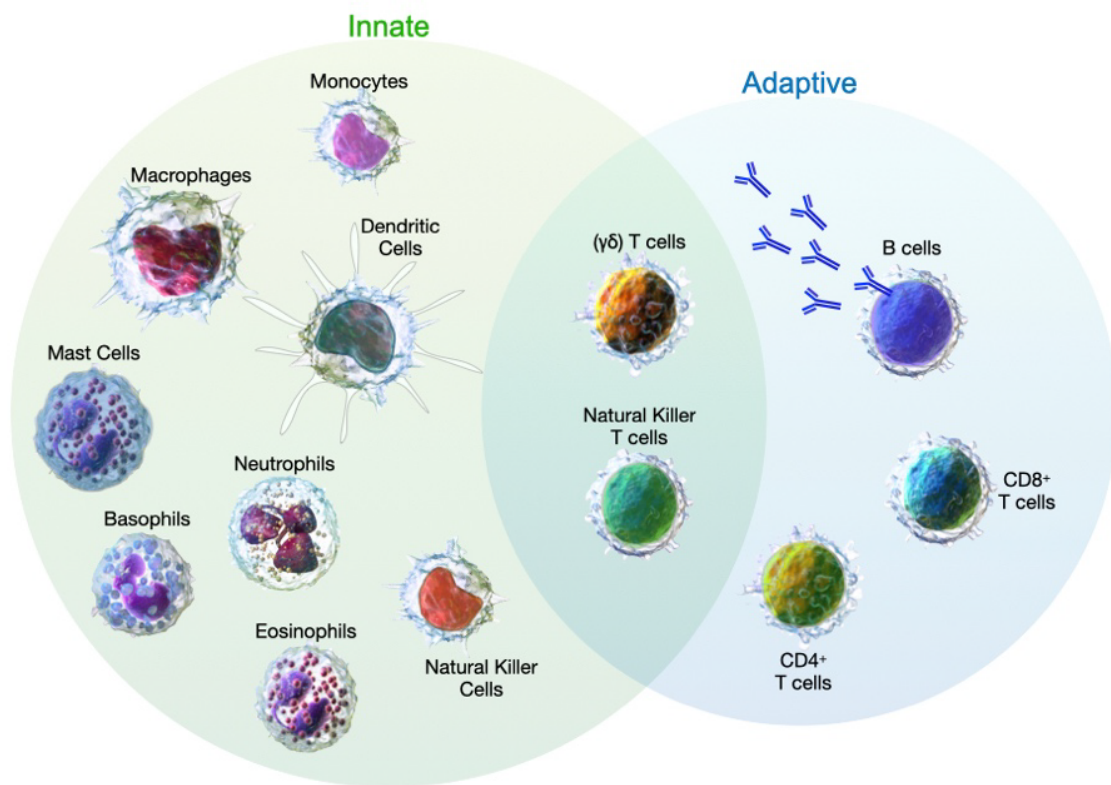 Innate
Adaptive
Monocytes
Macrophages
Dendritic
Cells
(γδ) T cells
B cells
Mast Cells
Natural Killer
T cells
Neutrophils
CD8⁺
T cells
Basophils
Eosinophils
Natural Killer
Cells
CD4⁺
T cells